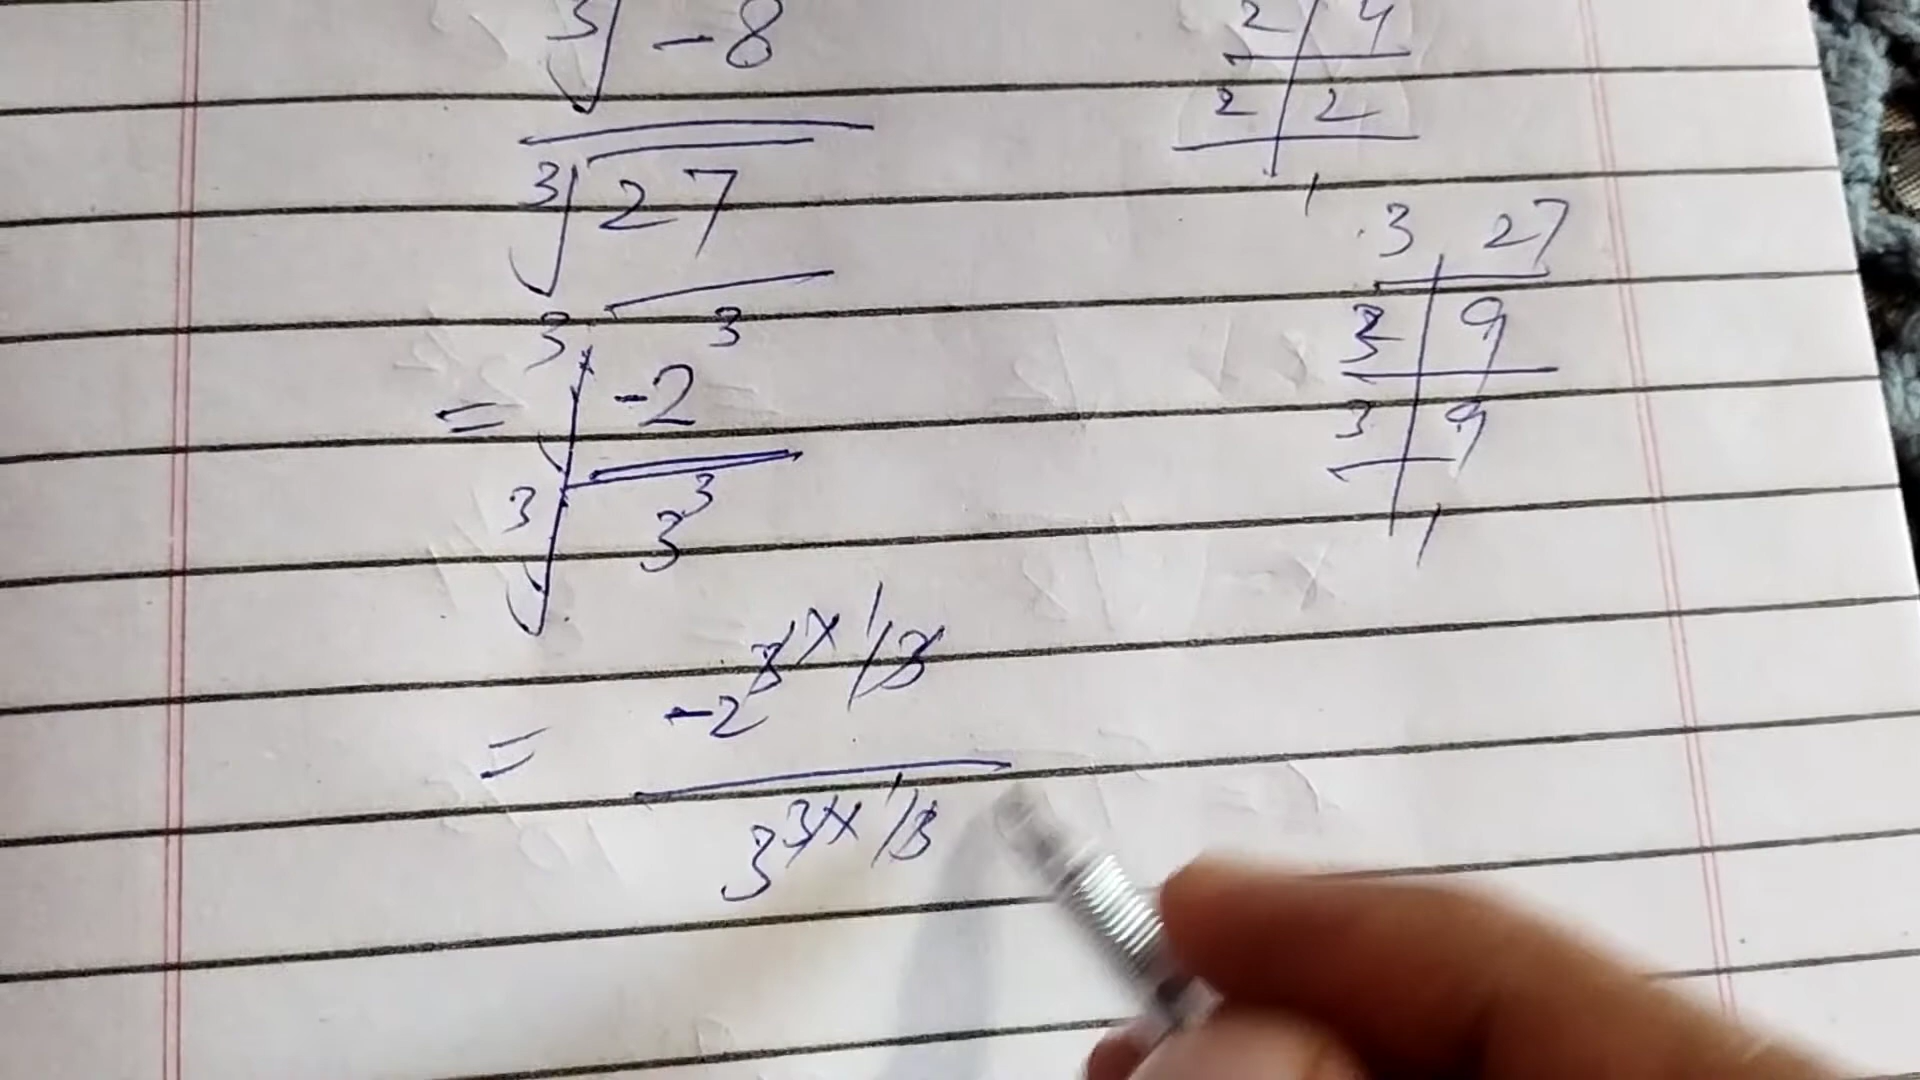 ∛-8
∛27
= ∛-2³
∛3³
= -2^3×1/3
3^3×1/3
2 | 4
2 | 2
1
3 | 27
3 | 9
3 | 9
1